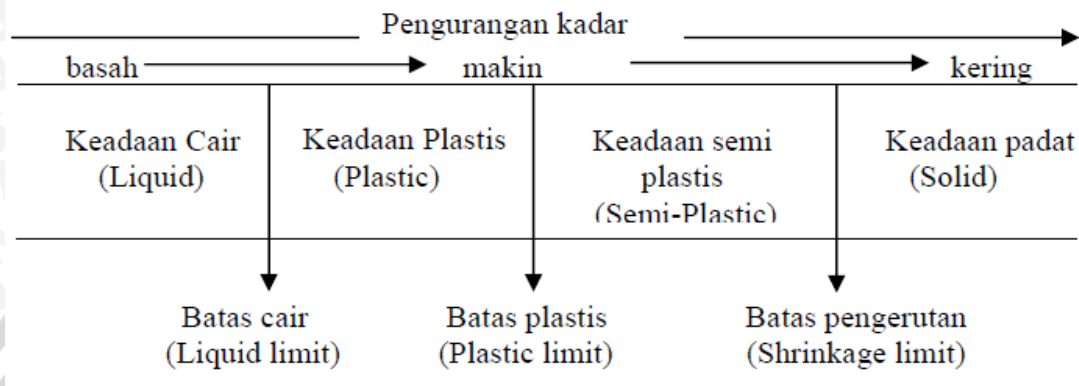 Pengurangan kadar
basah makin kering
Keadaan Cair
(Liquid)
Keadaan Plastis
(Plastic)
Keadaan semi
plastis
(Semi-Plastic)
Keadaan padat
(Solid)
Batas cair
(Liquid limit)
Batas plastis
(Plastic limit)
Batas pengerutan
(Shrinkage limit)